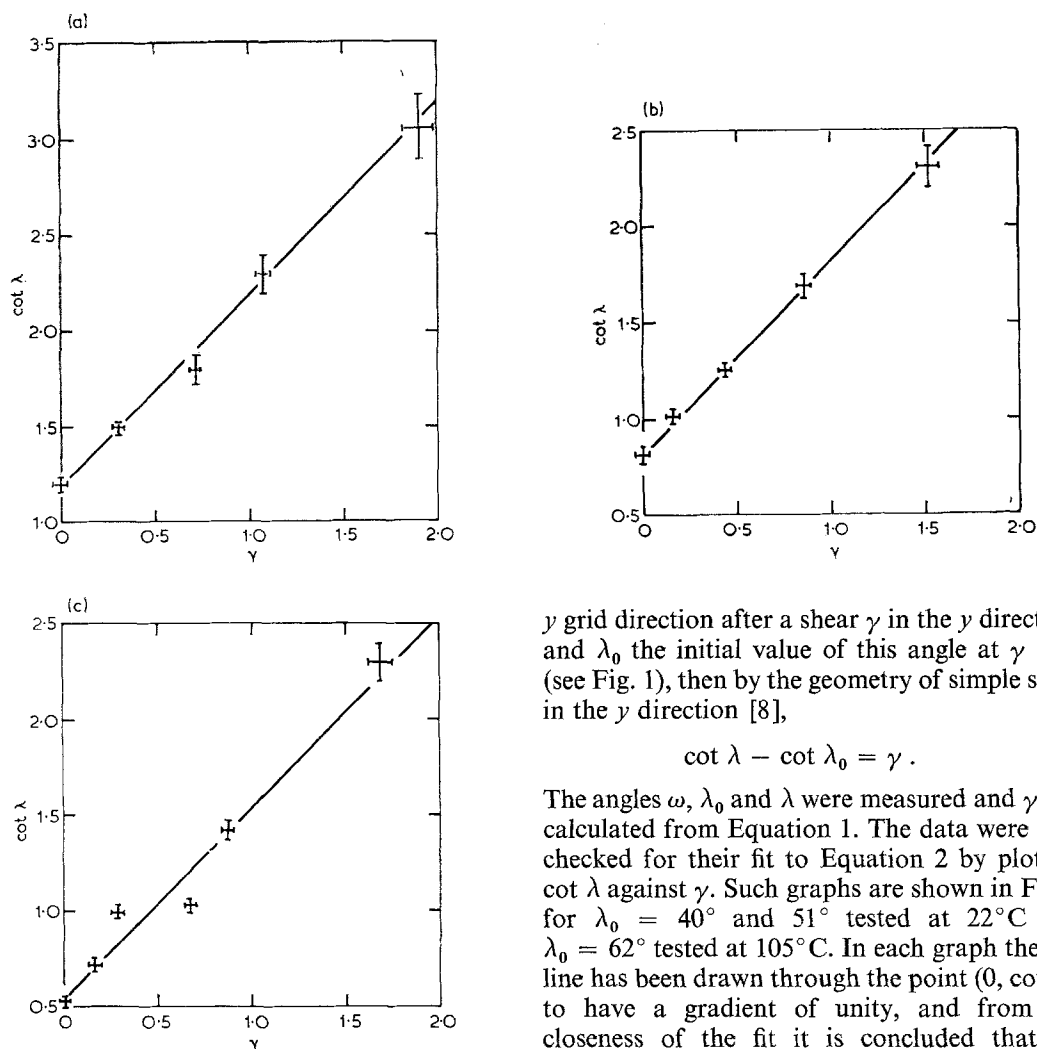 (a)
3·5
3·0
2·5
2·0
1·5
1·0
cot λ
0 0·5 1·0 1·5 2·0
γ
(b)
2·5
2·0
1·5
1·0
0·5
cot λ
0 0·5 1·0 1·5 2·0
γ
(c)
2·5
2·0
1·5
1·0
0·5
cot λ
0 0·5 1·0 1·5 2·0
γ
y grid direction after a shear γ in the y direct
and λ₀ the initial value of this angle at γ
(see Fig. 1), then by the geometry of simple s
in the y direction [8],
cot λ − cot λ₀ = γ .
The angles ω, λ₀ and λ were measured and γ
calculated from Equation 1. The data were
checked for their fit to Equation 2 by plot
cot λ against γ. Such graphs are shown in F
for λ₀ = 40° and 51° tested at 22°C
λ₀ = 62° tested at 105°C. In each graph the
line has been drawn through the point (0, co
to have a gradient of unity, and from
closeness of the fit it is concluded that